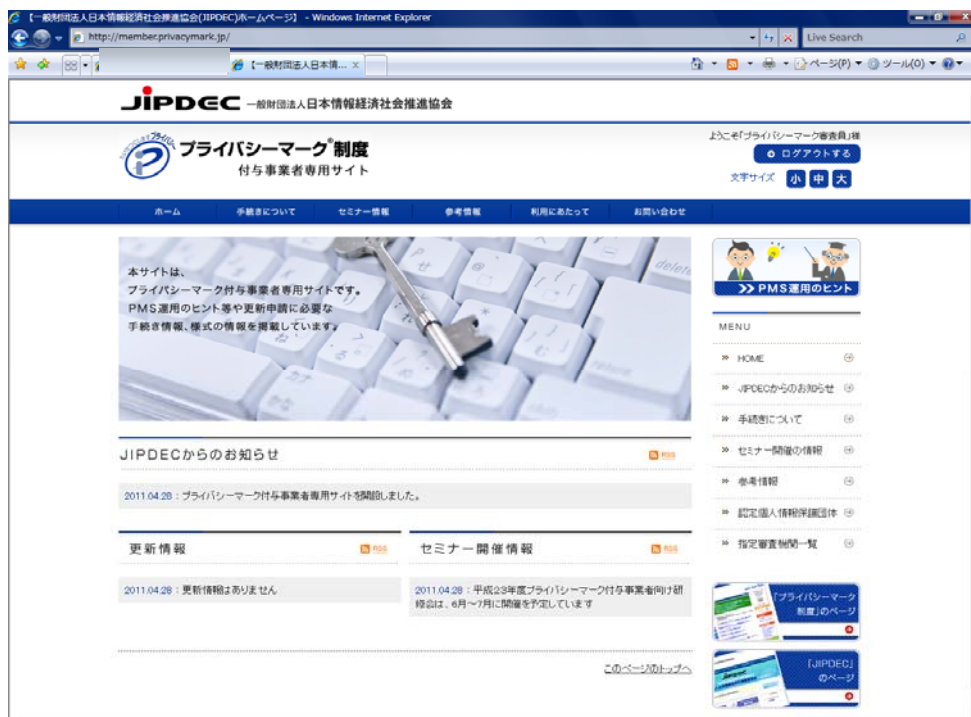 【一般財団法人日本情報経済社会推進協会(JIPDEC)ホームページ】 - Windows Internet Explorer
http://member.privacymark.jp/
Live Search
【一般財団法人日本情... ×
ページ(P) ツール(O)
JIPDEC 一般財団法人日本情報経済社会推進協会
ようこそ「プライバシーマーク審査員」様
プライバシーマーク®制度
付与事業者専用サイト
ログアウトする
文字サイズ 小 中 大
ホーム 手続きについて セミナー情報 参考情報 利用にあたって お問い合わせ
本サイトは、
プライバシーマーク付与事業者専用サイトです。
PMS運用のヒント等や更新申請に必要な
手続き情報、様式の情報を掲載しています。
delete
return
PMS運用のヒント
MENU
HOME
JIPDECからのお知らせ
手続きについて
セミナー開催の情報
参考情報
認定個人情報保護団体
指定審査機関一覧
JIPDECからのお知らせ RSS
2011.04.28：プライバシーマーク付与事業者専用サイトを開設しました。
更新情報 RSS
2011.04.28：更新情報はありません
セミナー開催情報 RSS
2011.04.28：平成23年度プライバシーマーク付与事業者向け研
修会は、6月～7月に開催を予定しています
「プライバシーマーク
制度」のページ
「JIPDEC」
のページ
このページのトップへ